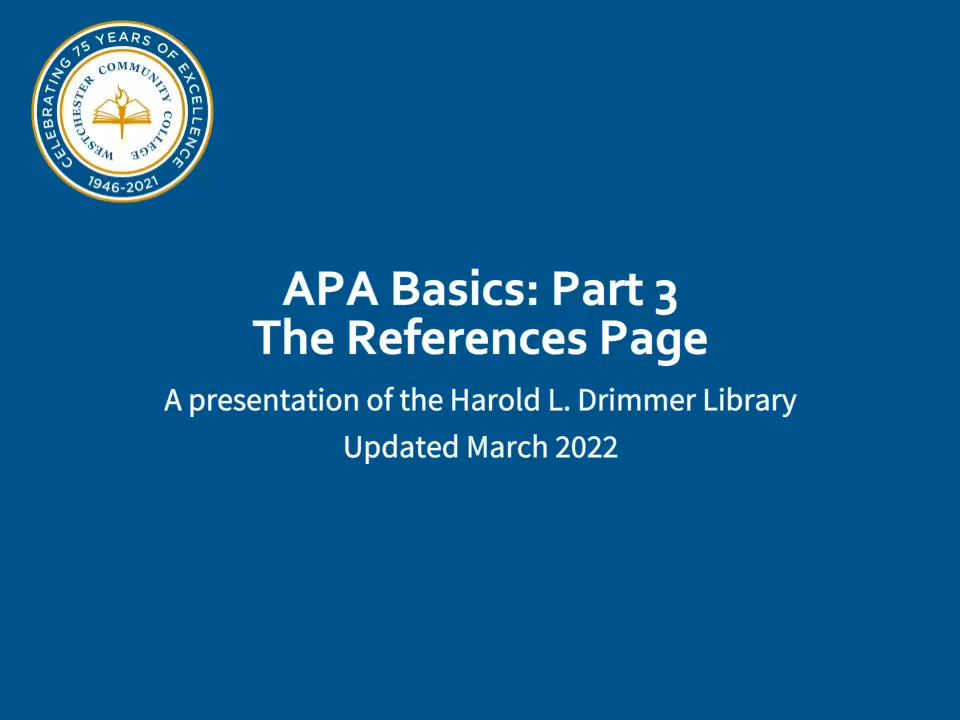 CELEBRATING 75 YEARS OF EXCELLENCE
WESTCHESTER COMMUNITY COLLEGE
1946-2021
APA Basics: Part 3
The References Page
A presentation of the Harold L. Drimmer Library
Updated March 2022